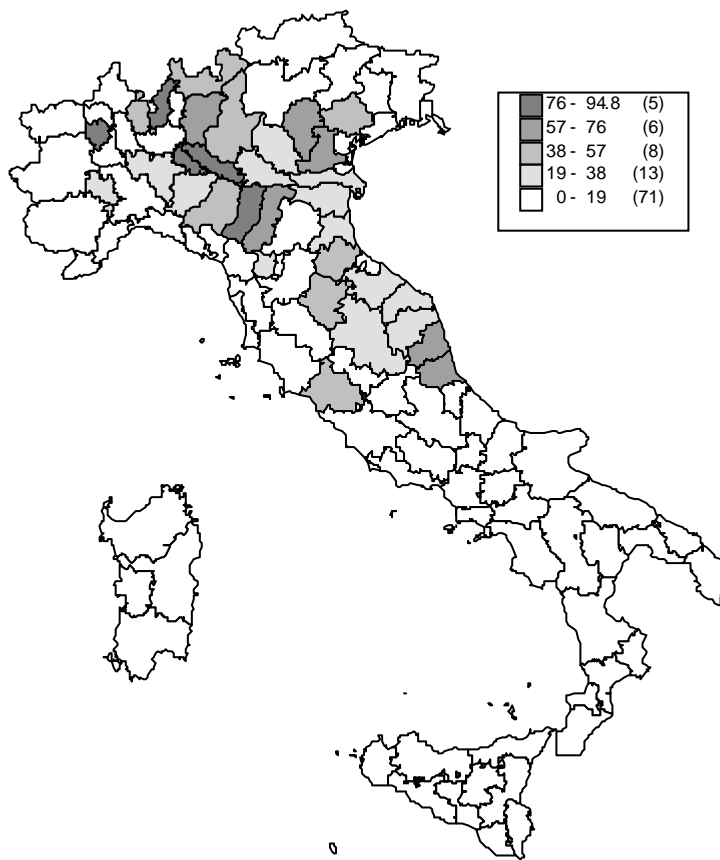 76 - 94.8 (5)
57 - 76 (6)
38 - 57 (8)
19 - 38 (13)
0 - 19 (71)